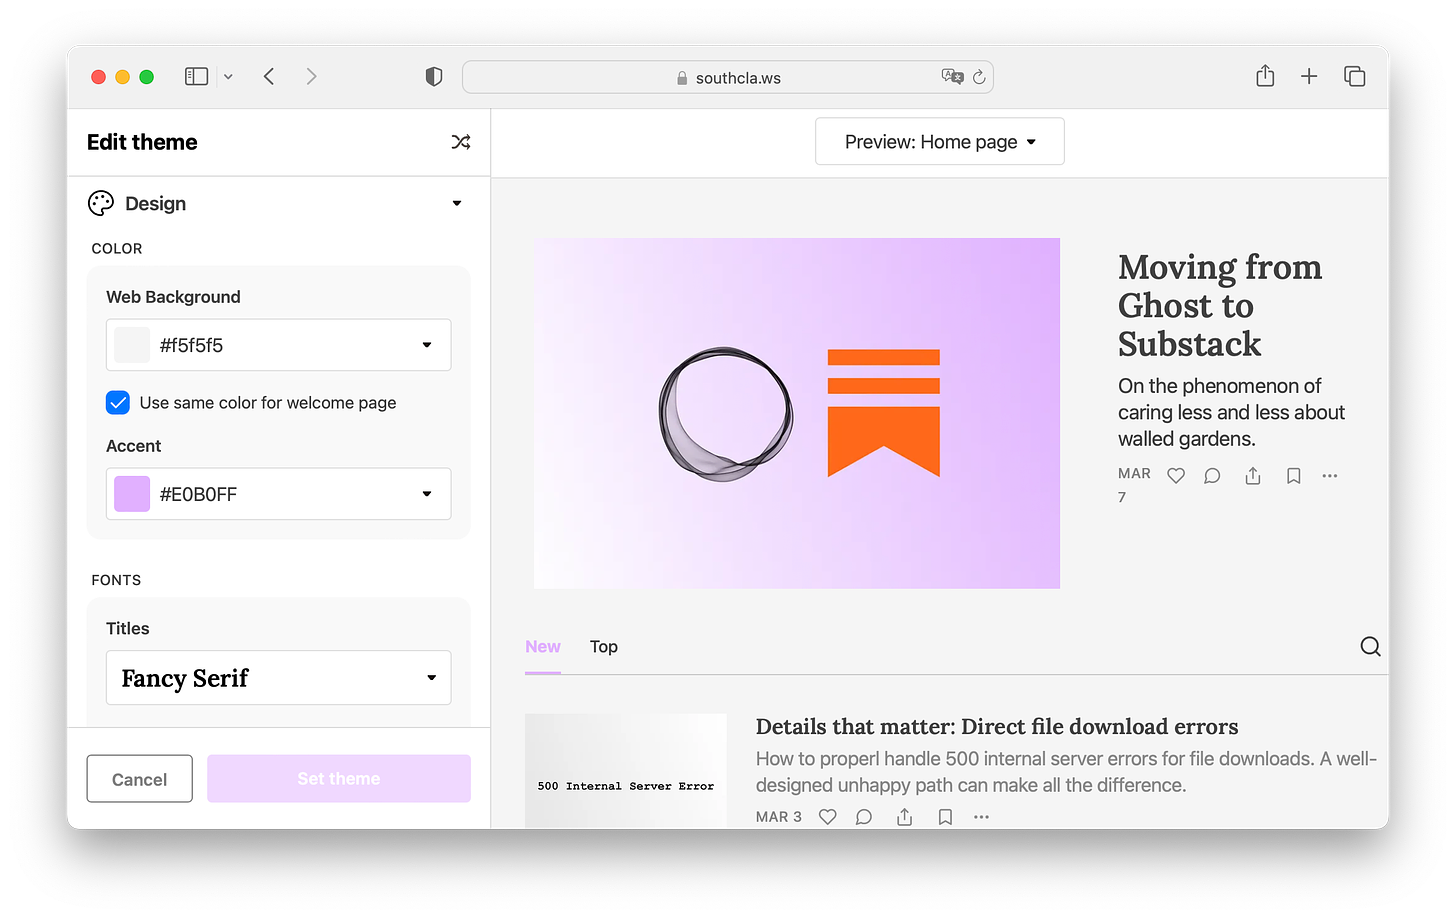 southcla.ws
Edit theme
Preview: Home page
Design
COLOR
Web Background
#f5f5f5
Use same color for welcome page
Accent
#E0B0FF
FONTS
Titles
Fancy Serif
Cancel
Set theme
Moving from
Ghost to
Substack
On the phenomenon of
caring less and less about
walled gardens.
MAR
7
New
Top
500 Internal Server Error
Details that matter: Direct file download errors
How to properl handle 500 internal server errors for file downloads. A well-
designed unhappy path can make all the difference.
MAR 3